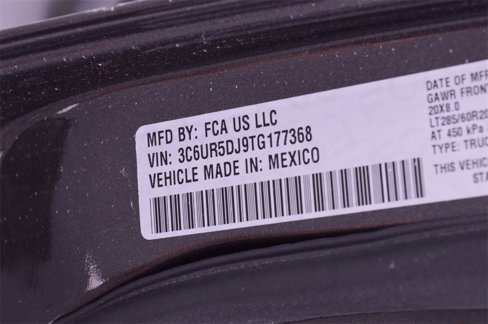 MFD BY: FCA US LLC
VIN: 3C6UR5DJ9TG177368
VEHICLE MADE IN: MEXICO
DATE OF MFR
GAWR FRONT
20X8.0
LT285/60R20
AT 450 kPa
TYPE: TRUC
THIS VEHIC
STA